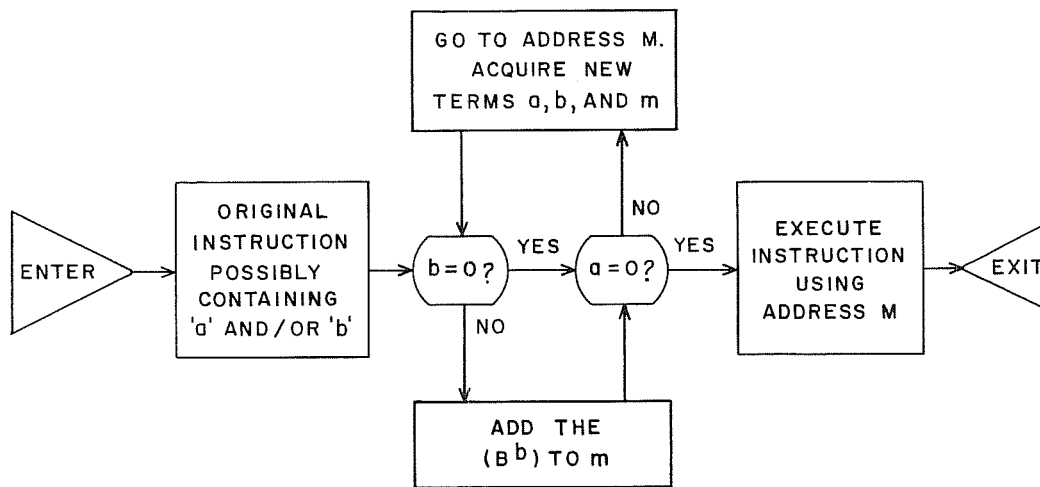 GO TO ADDRESS M.
ACQUIRE NEW
TERMS a, b, AND m
ENTER
ORIGINAL
INSTRUCTION
POSSIBLY
CONTAINING
'a' AND/OR 'b'
b=0?
YES
NO
a=0?
NO
YES
EXECUTE
INSTRUCTION
USING
ADDRESS M
EXIT
ADD THE
(B^b) TO m